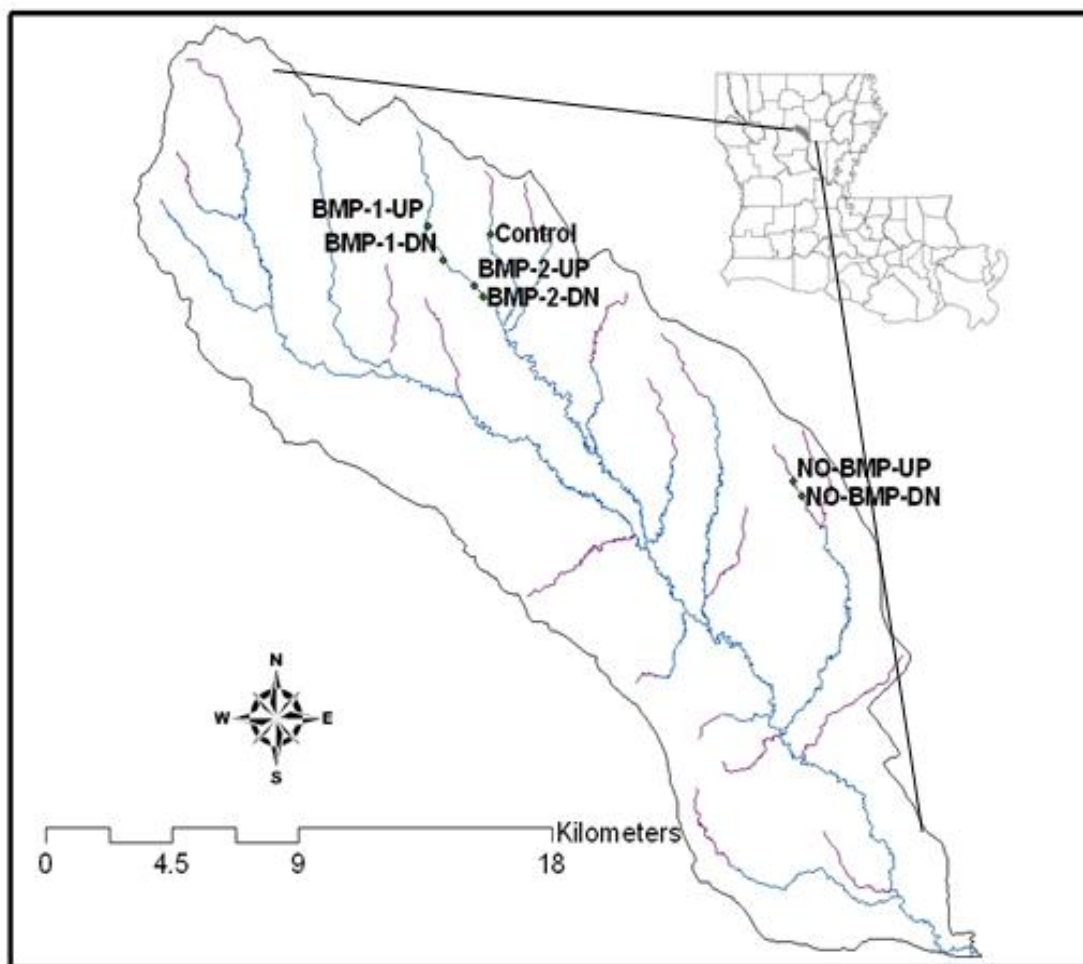 BMP-1-UP
BMP-1-DN
Control
BMP-2-UP
BMP-2-DN
NO-BMP-UP
NO-BMP-DN
N
W E
S
Kilometers
0 4.5 9 18